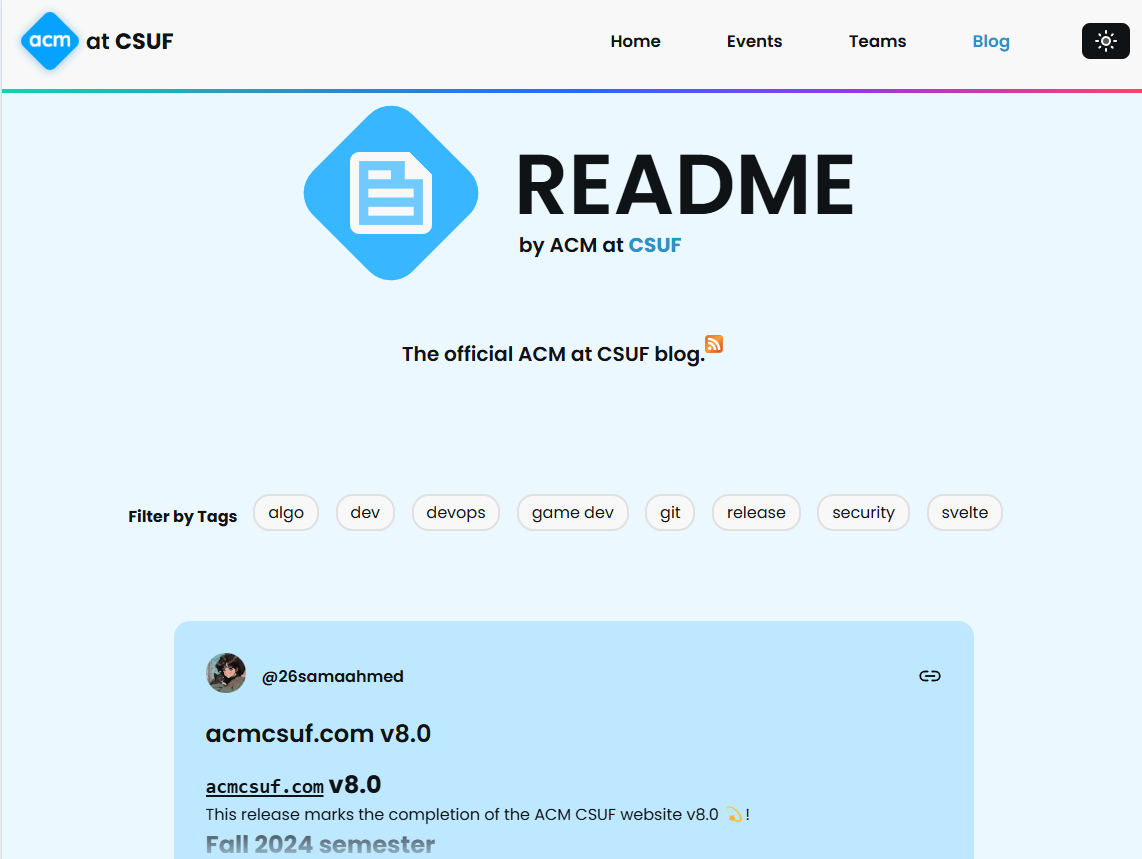 acm at CSUF
Home Events Teams Blog
README
by ACM at CSUF
The official ACM at CSUF blog.
Filter by Tags algo dev devops game dev git release security svelte
@26samaahmed
acmcsuf.com v8.0
acmcsuf.com v8.0
This release marks the completion of the ACM CSUF website v8.0 💫!
Fall 2024 semester